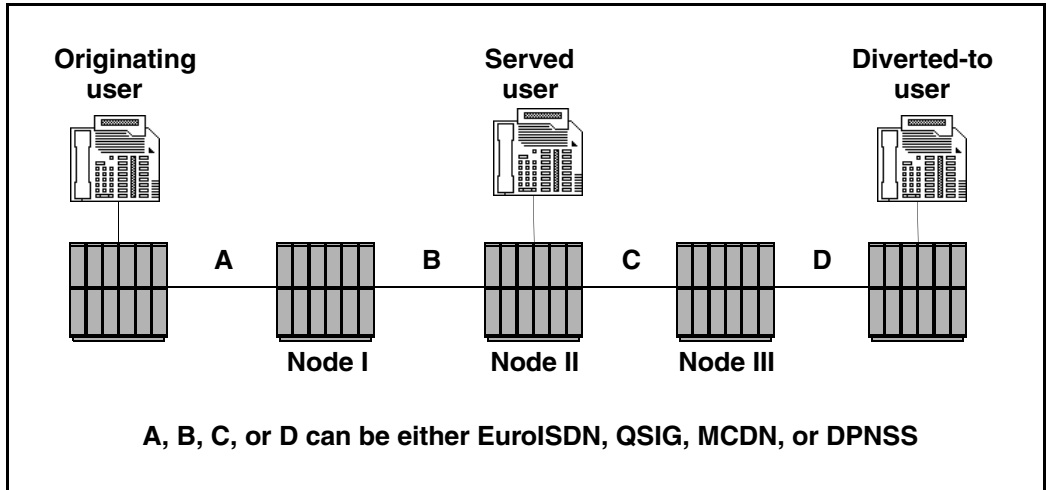 Originating
user
Served
user
Diverted-to
user
A
B
C
D
Node I
Node II
Node III
A, B, C, or D can be either EuroISDN, QSIG, MCDN, or DPNSS